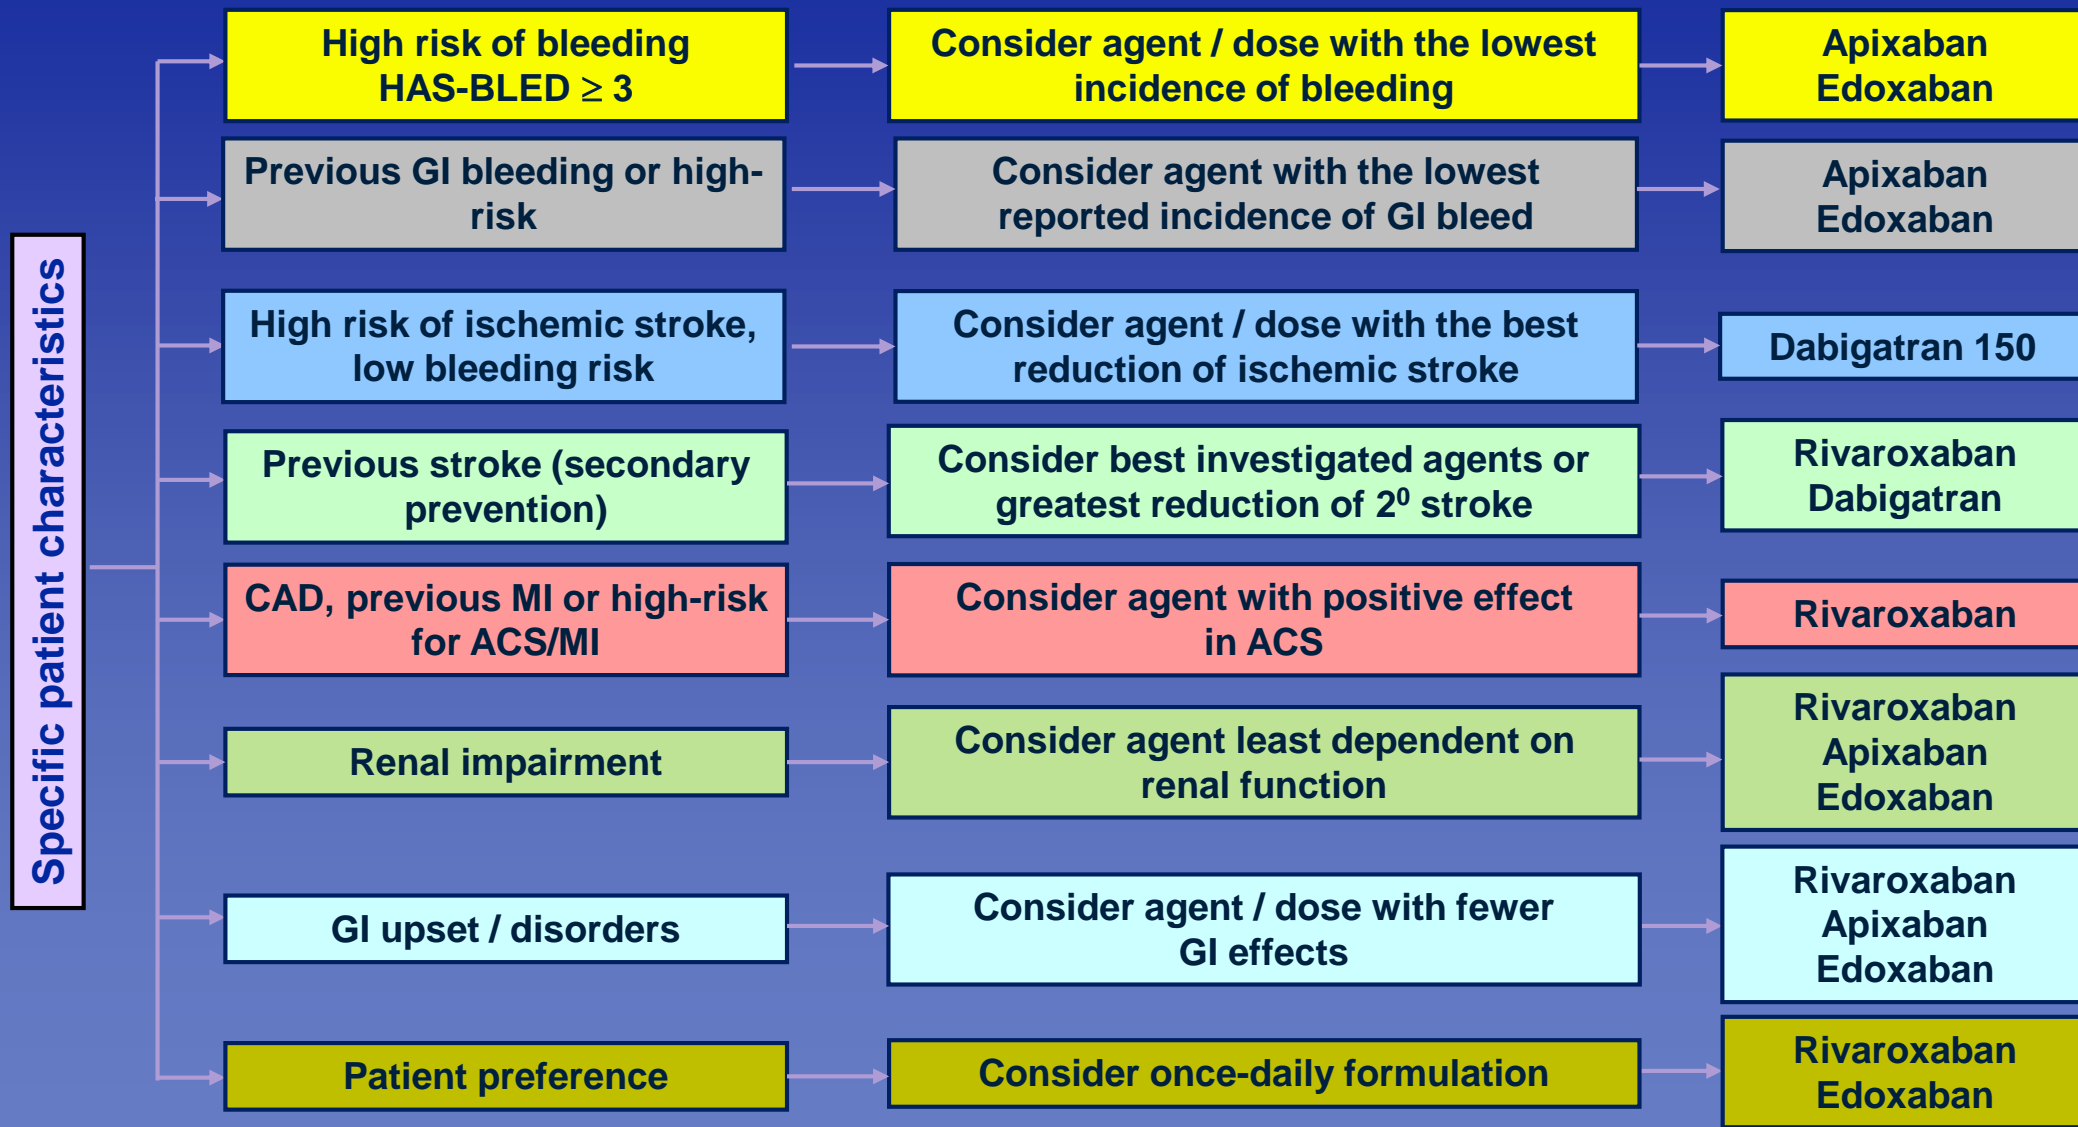 Specific patient characteristics
High risk of bleeding
HAS-BLED ≥ 3
Consider agent / dose with the lowest
incidence of bleeding
Apixaban
Edoxaban
Previous GI bleeding or high-
risk
Consider agent with the lowest
reported incidence of GI bleed
Apixaban
Edoxaban
High risk of ischemic stroke,
low bleeding risk
Consider agent / dose with the best
reduction of ischemic stroke
Dabigatran 150
Previous stroke (secondary
prevention)
Consider best investigated agents or
greatest reduction of 2⁰ stroke
Rivaroxaban
Dabigatran
CAD, previous MI or high-risk
for ACS/MI
Consider agent with positive effect
in ACS
Rivaroxaban
Renal impairment
Consider agent least dependent on
renal function
Rivaroxaban
Apixaban
Edoxaban
GI upset / disorders
Consider agent / dose with fewer
GI effects
Rivaroxaban
Apixaban
Edoxaban
Patient preference
Consider once-daily formulation
Rivaroxaban
Edoxaban